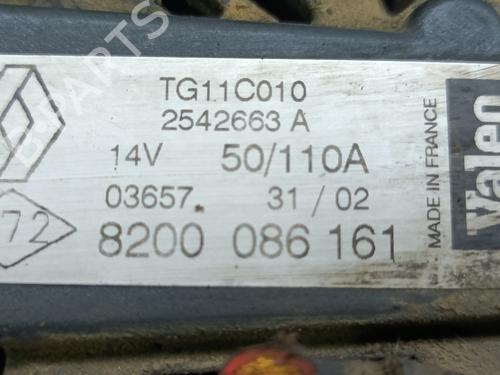 TG11C010
2542663 A
14V 50/110A
03657 31 / 02
72 8200 086 161
MADE IN FRANCE
Valeo